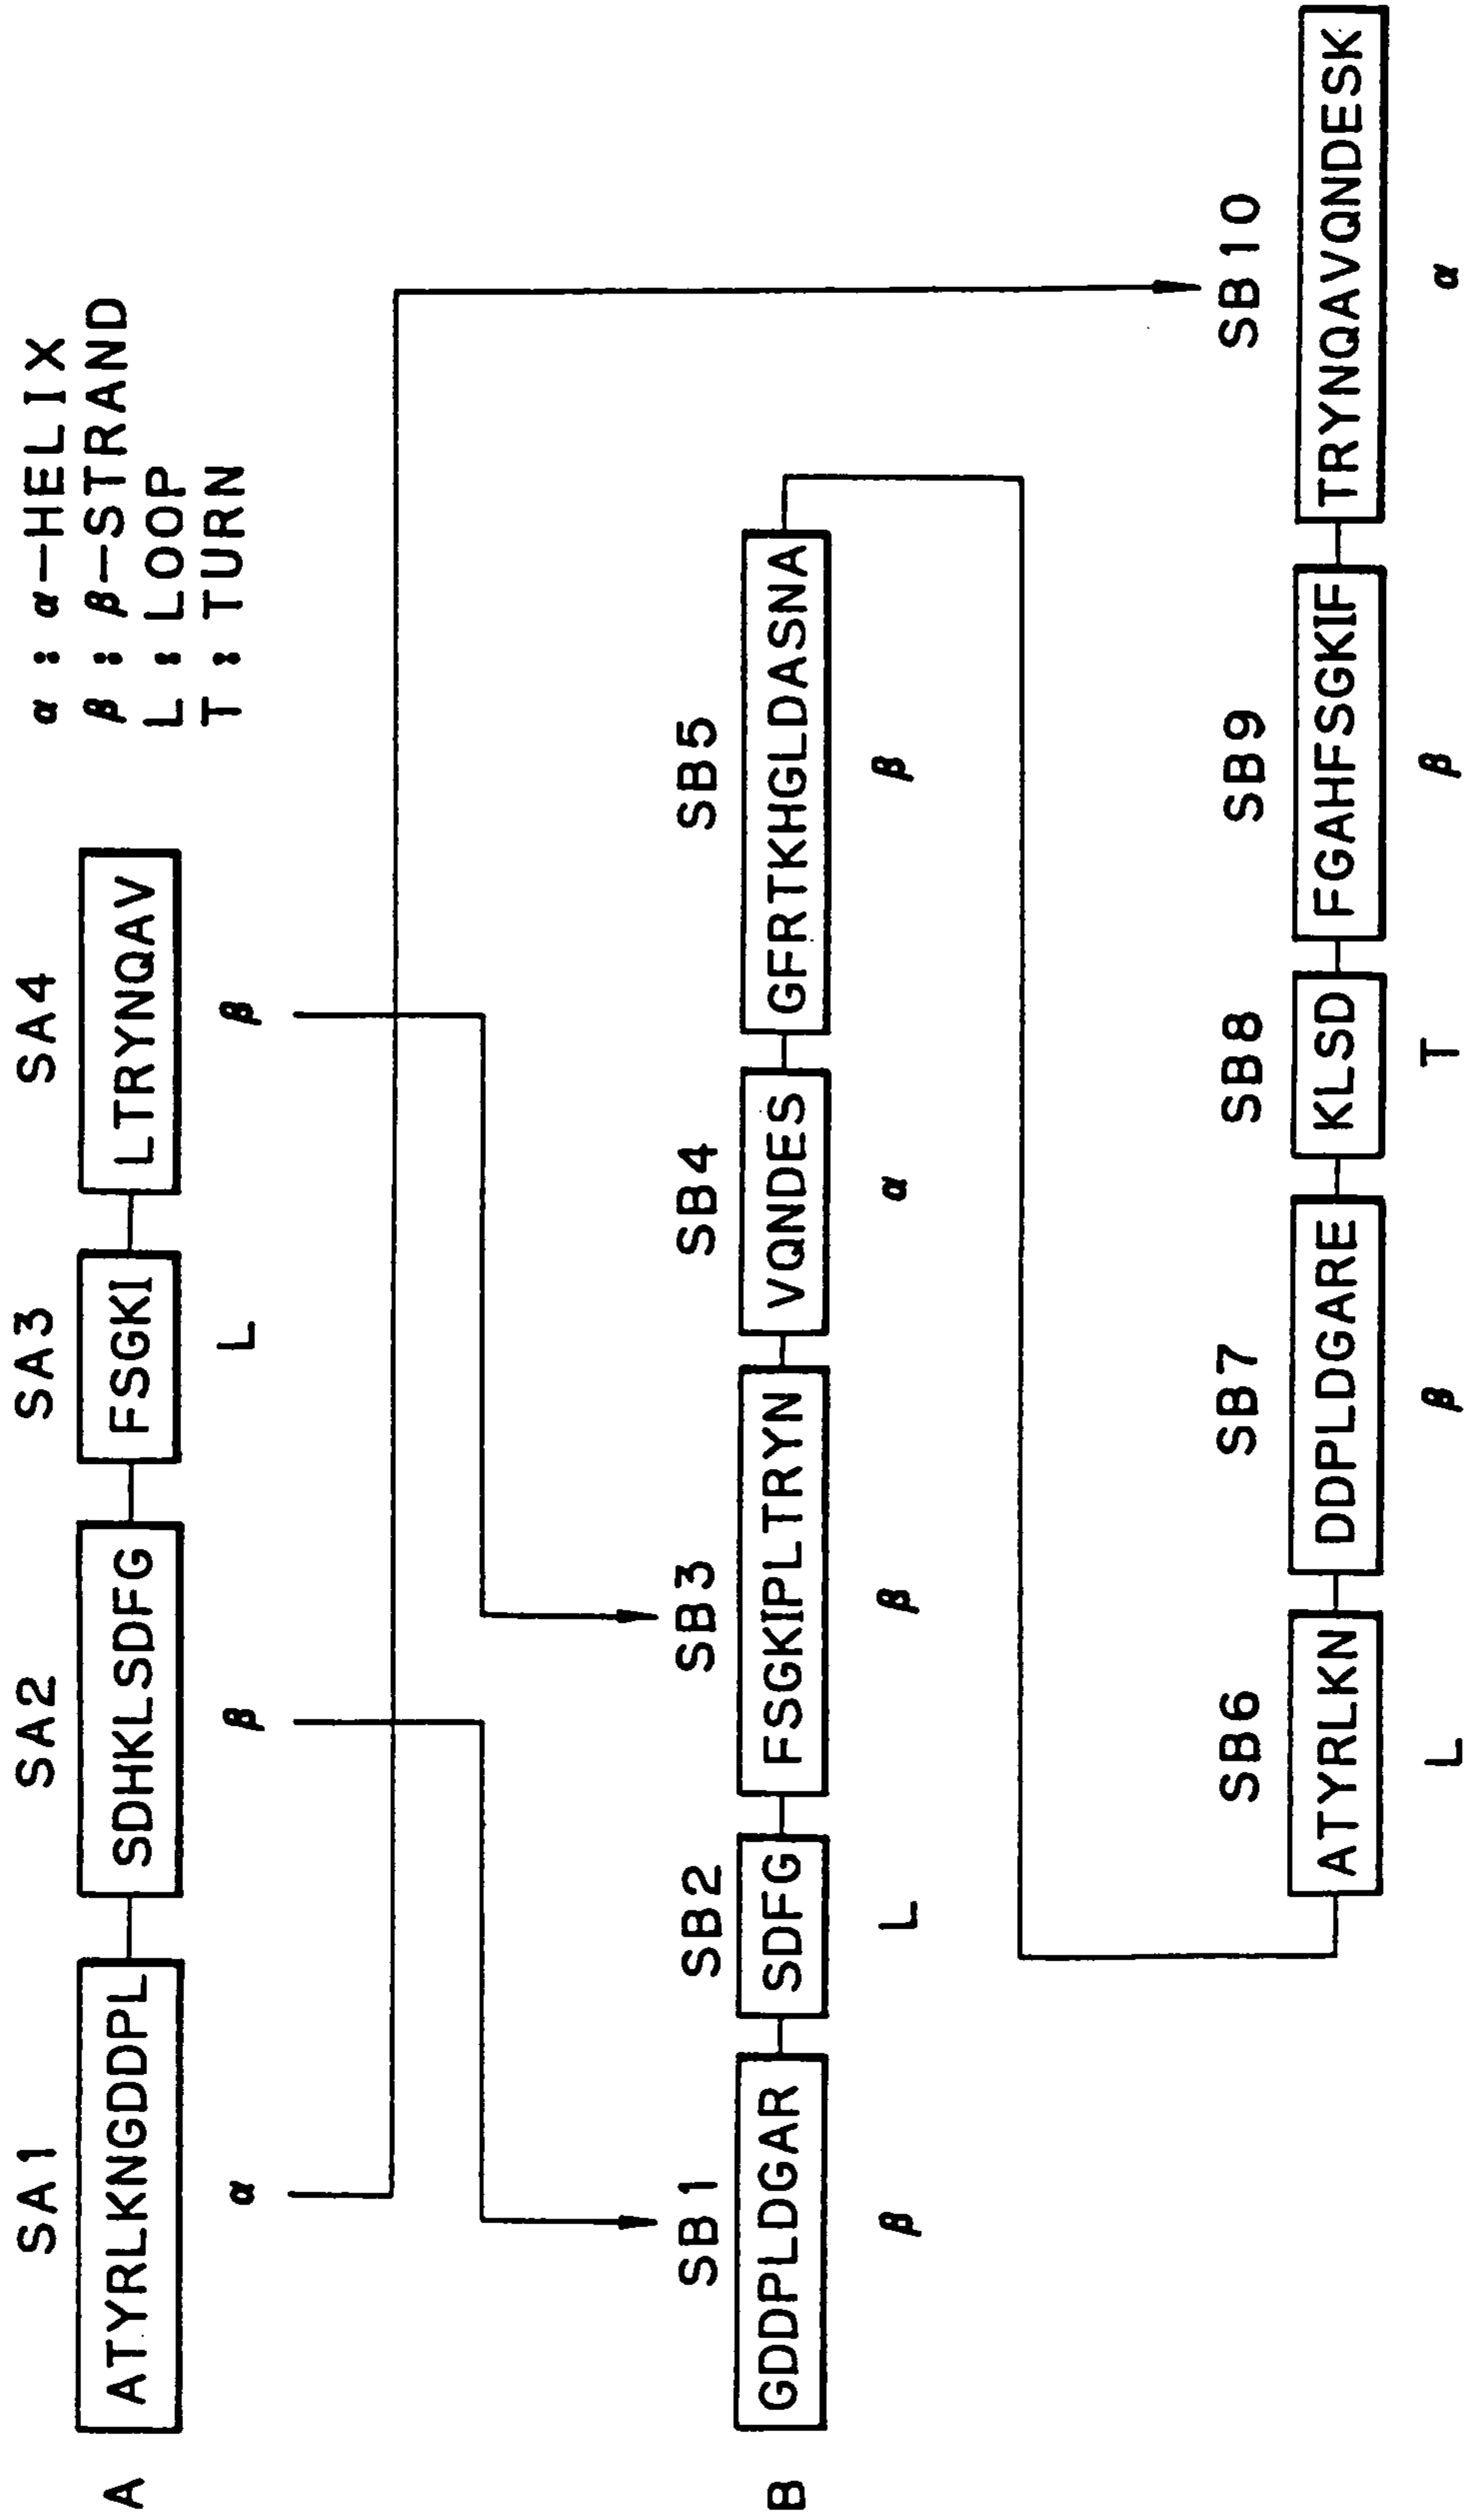 α : α-HELIX
β : β-STRAND
L : LOOP
T : TURN
SA1 SA2 SA3 SA4
A ATYRLKNGDDPL SDHKLSDFG FSGKI LTRYNQAV
α β L β
SB1 SB2 SB3 SB4 SB5
B GDDPLDGAR SDFG FSGKIPLTRYN VQNDES GFRTKHGLDASNA
β L β α β
SB6 SB7 SB8 SB9 SB10
ATYRLKN DDPLDGARE KLSD FGAHFSGKIF TRYNQAVQNDESK
L β T β α